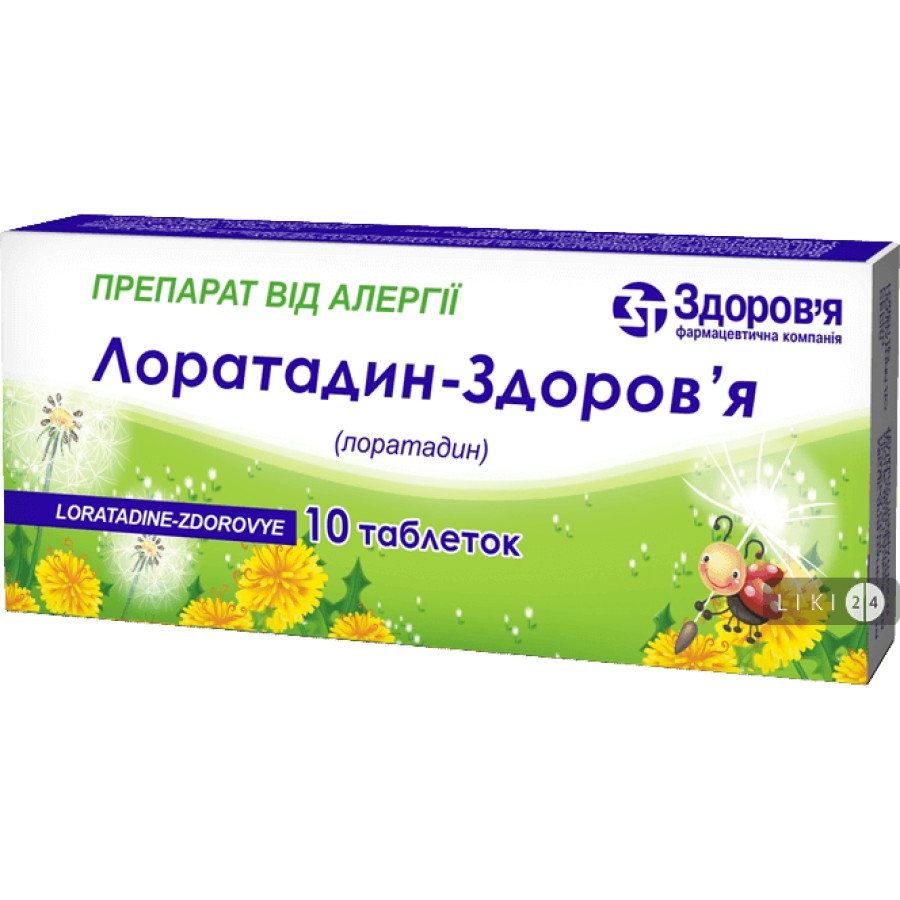 ПРЕПАРАТ ВІД АЛЕРГІЇ
Здоров'я
фармацевтична компанія
Лоратадин-Здоров'я
(лоратадин)
LORATADINE-ZDOROVYE
10 таблеток
LIKI 24